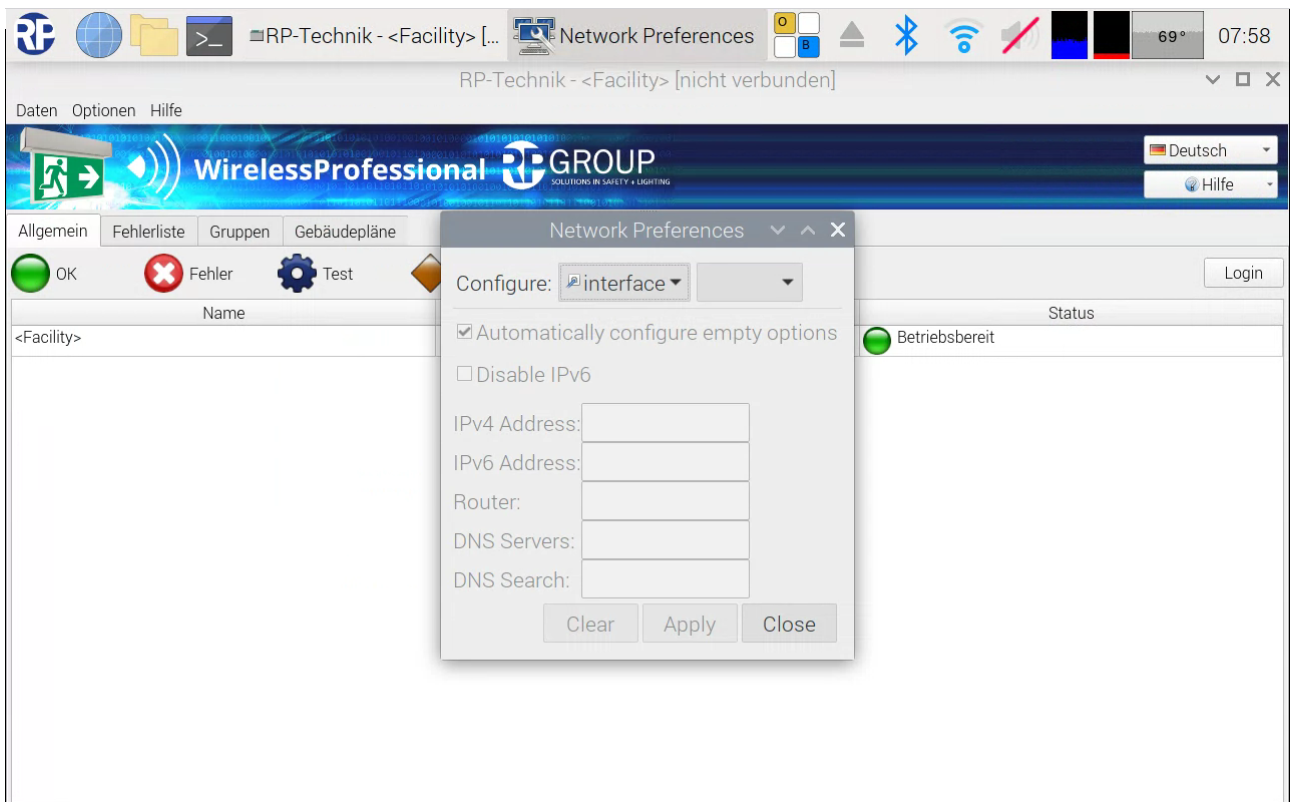 RP-Technik - <Facility> [... Network Preferences O B 69° 07:58
RP-Technik - <Facility> [nicht verbunden]
Daten Optionen Hilfe
WirelessProfessional RP GROUP
SOLUTIONS IN SAFETY + LIGHTING
Deutsch
Hilfe
Allgemein Fehlerliste Gruppen Gebäudepläne
OK Fehler Test Login
Name Status
<Facility> Betriebsbereit
Network Preferences
Configure: interface
Automatically configure empty options
Disable IPv6
IPv4 Address:
IPv6 Address:
Router:
DNS Servers:
DNS Search:
Clear Apply Close